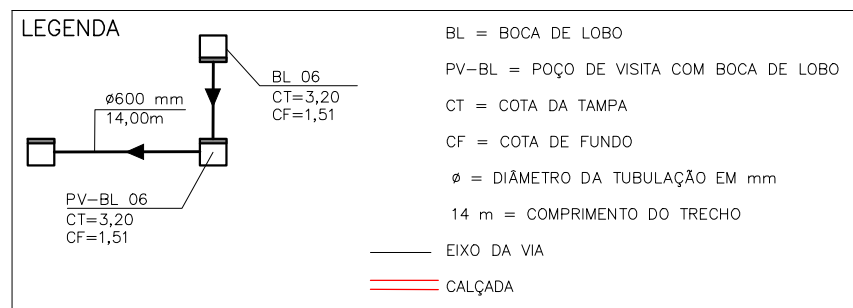 LEGENDA
BL 06
CT=3,20
CF=1,51
ø600 mm
14,00m
PV-BL 06
CT=3,20
CF=1,51
BL = BOCA DE LOBO
PV-BL = POÇO DE VISITA COM BOCA DE LOBO
CT = COTA DA TAMPA
CF = COTA DE FUNDO
ø = DIÂMETRO DA TUBULAÇÃO EM mm
14 m = COMPRIMENTO DO TRECHO
EIXO DA VIA
CALÇADA